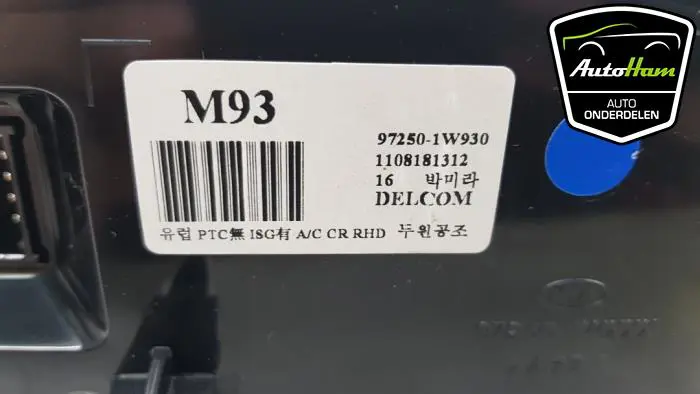 M93
97250-1W930
1108181312
16 박미라
DELCOM
유럽 PTC無 ISG有 A/C CR RHD 두원공조
AutoHam
AUTO
ONDERDELEN